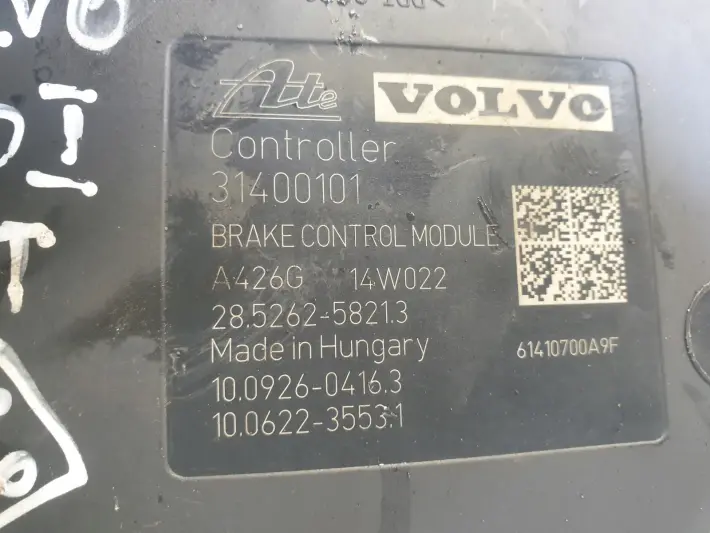 Ate VOLVO
Controller
31400101
BRAKE CONTROL MODULE
A426G 14W022
28.5262-5821.3
Made in Hungary
61410700A9F
10.0926-0416.3
10.0622-3553.1